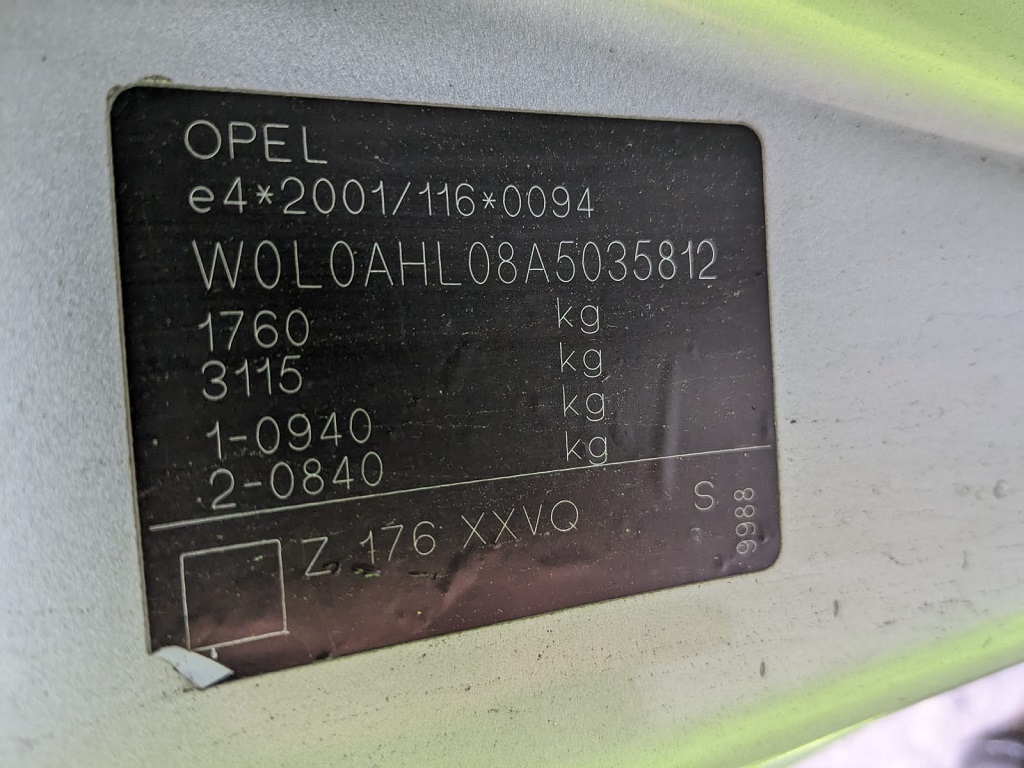 OPEL
e4*2001/116*0094
W0L0AHL08A5035812
1760 kg
3115 kg
1-0940 kg
2-0840 kg
Z 176 XXVQ S
9988